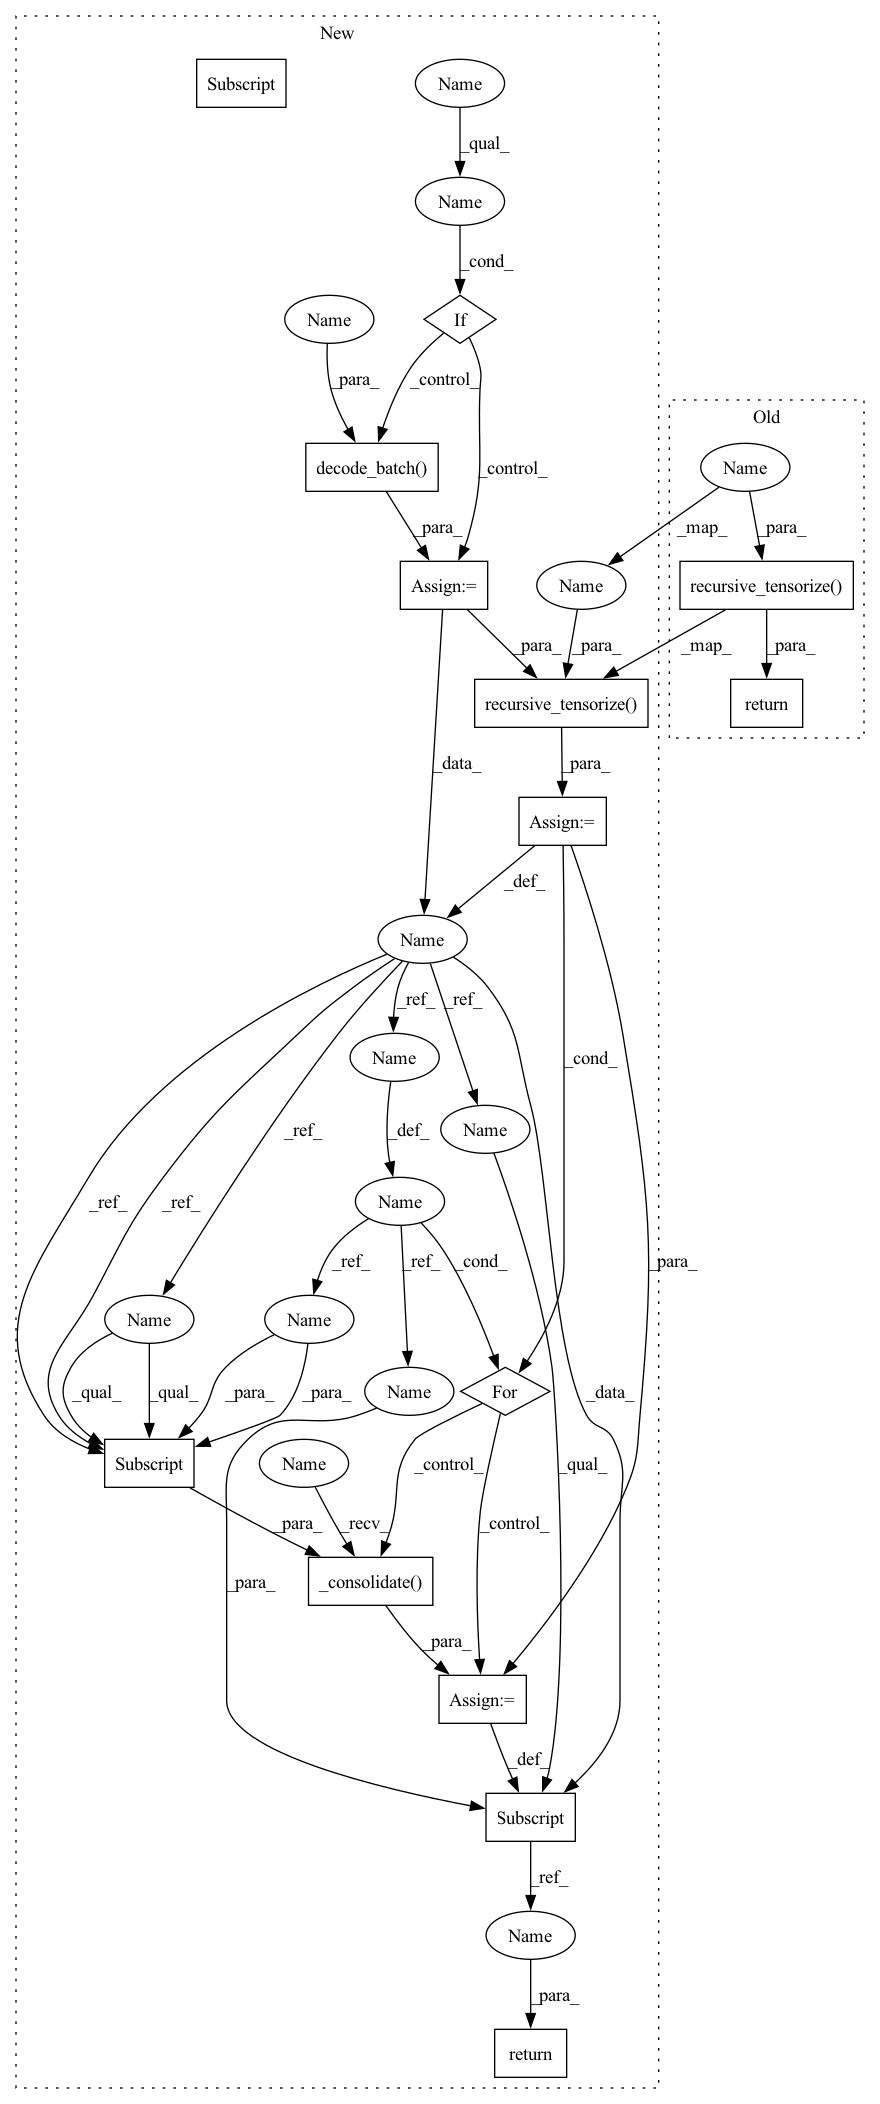 New
Subscript
Name
_qual_
Name
_cond_
Name
If
_para_
_control_
_control_
decode_batch()
_para_
Assign:=
Old
Name
_map_
_para_
Name
recursive_tensorize()
_para_
_para_
_map_
_para_
recursive_tensorize()
return
_data_
_para_
Assign:=
_def_
Name
_ref_
_ref_
_cond_
Name
Name
_ref_
_def_
_ref_
_ref_
Name
_ref_
_ref_
_cond_
_para_
Name
Name
_qual_
_qual_
_para_
_para_
Name
For
_data_
Subscript
Name
_control_
_qual_
_para_
_recv_
_control_
_para_
_consolidate()
_para_
Assign:=
_def_
Subscript
_ref_
Name
_para_
return